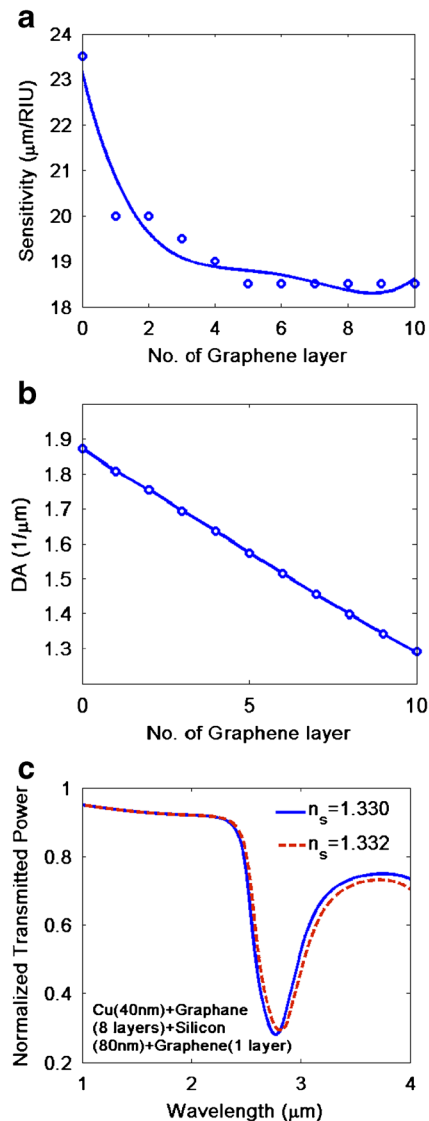 a
24
23
22
21
20
19
18
Sensitivity (μm/RIU)
0 2 4 6 8 10
No. of Graphene layer
b
1.9
1.8
1.7
1.6
1.5
1.4
1.3
DA (1/μm)
0 5 10
No. of Graphene layer
c
1
0.8
0.6
0.4
0.2
Normalized Transmitted Power
n_s=1.330
n_s=1.332
Cu(40nm)+Graphane
(8 layers)+Silicon
(80nm)+Graphene(1 layer)
1 2 3 4
Wavelength (μm)